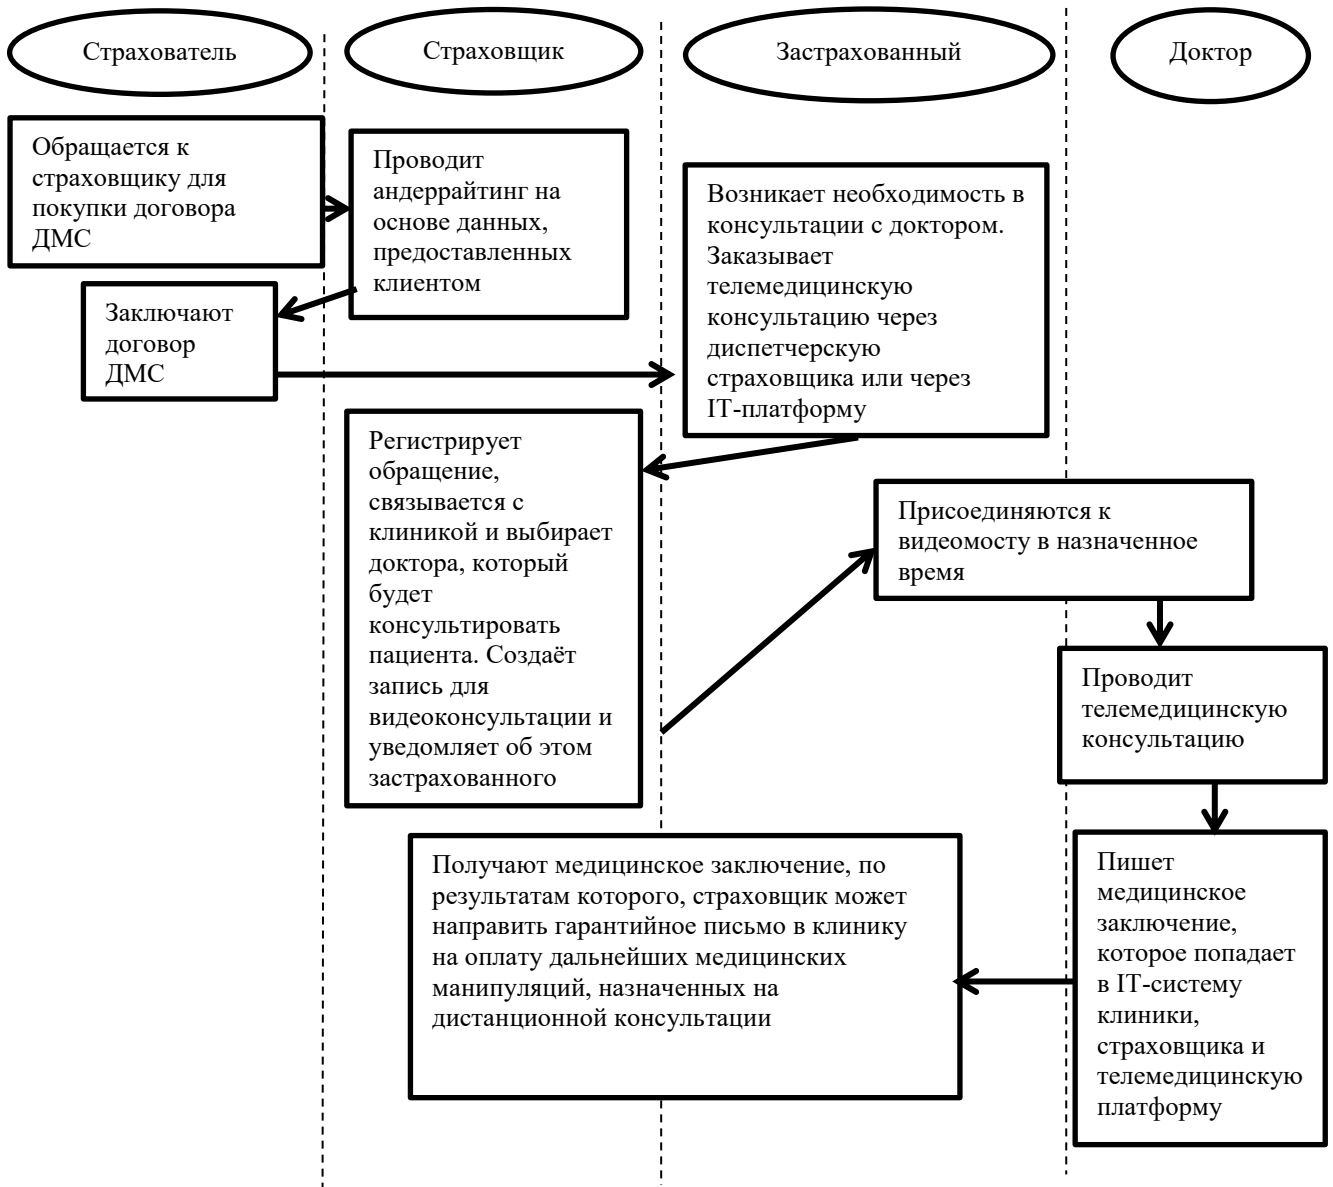 Страхователь
Страховщик
Застрахованный
Доктор
Обращается к
страховщику для
покупки договора
ДМС
Проводит
андеррайтинг на
основе данных,
предоставленных
клиентом
Возникает необходимость в
консультации с доктором.
Заказывает
телемедицинскую
консультацию через
диспетчерскую
страховщика или через
IT-платформу
Заключают
договор
ДМС
Регистрирует
обращение,
связывается с
клиникой и выбирает
доктора, который
будет
консультировать
пациента. Создаёт
запись для
видеоконсультации и
уведомляет об этом
застрахованного
Присоединяются к
видеомосту в назначенное
время
Проводит
телемедицинскую
консультацию
Получают медицинское заключение, по
результатам которого, страховщик может
направить гарантийное письмо в клинику
на оплату дальнейших медицинских
манипуляций, назначенных на
дистанционной консультации
Пишет
медицинское
заключение,
которое попадает
в IT-систему
клиники,
страховщика и
телемедицинскую
платформу